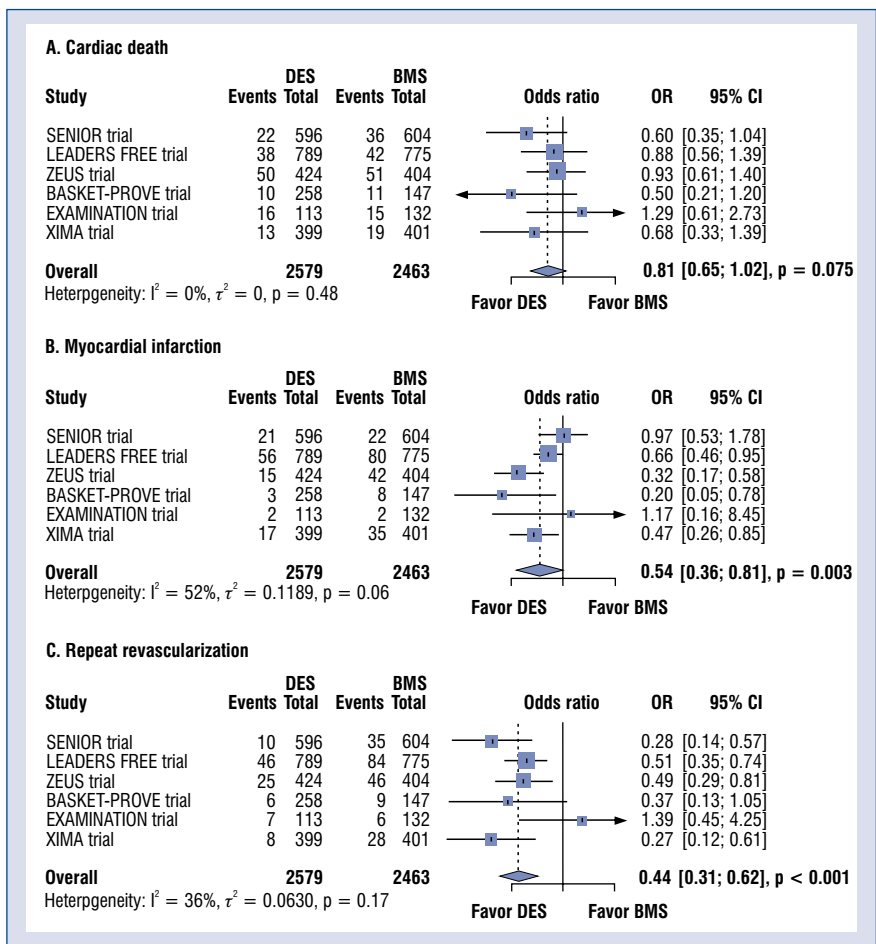 A. Cardiac death
DES BMS
Study Events Total Events Total Odds ratio OR 95% CI
SENIOR trial 22 596 36 604 0.60 [0.35; 1.04]
LEADERS FREE trial 38 789 42 775 0.88 [0.56; 1.39]
ZEUS trial 50 424 51 404 0.93 [0.61; 1.40]
BASKET-PROVE trial 10 258 11 147 0.50 [0.21; 1.20]
EXAMINATION trial 16 113 15 132 1.29 [0.61; 2.73]
XIMA trial 13 399 19 401 0.68 [0.33; 1.39]
Overall 2579 2463 0.81 [0.65; 1.02], p = 0.075
Heterpgeneity: I² = 0%, τ² = 0, p = 0.48
Favor DES Favor BMS
B. Myocardial infarction
DES BMS
Study Events Total Events Total Odds ratio OR 95% CI
SENIOR trial 21 596 22 604 0.97 [0.53; 1.78]
LEADERS FREE trial 56 789 80 775 0.66 [0.46; 0.95]
ZEUS trial 15 424 42 404 0.32 [0.17; 0.58]
BASKET-PROVE trial 3 258 8 147 0.20 [0.05; 0.78]
EXAMINATION trial 2 113 2 132 1.17 [0.16; 8.45]
XIMA trial 17 399 35 401 0.47 [0.26; 0.85]
Overall 2579 2463 0.54 [0.36; 0.81], p = 0.003
Heterpgeneity: I² = 52%, τ² = 0.1189, p = 0.06
Favor DES Favor BMS
C. Repeat revascularization
DES BMS
Study Events Total Events Total Odds ratio OR 95% CI
SENIOR trial 10 596 35 604 0.28 [0.14; 0.57]
LEADERS FREE trial 46 789 84 775 0.51 [0.35; 0.74]
ZEUS trial 25 424 46 404 0.49 [0.29; 0.81]
BASKET-PROVE trial 6 258 9 147 0.37 [0.13; 1.05]
EXAMINATION trial 7 113 6 132 1.39 [0.45; 4.25]
XIMA trial 8 399 28 401 0.27 [0.12; 0.61]
Overall 2579 2463 0.44 [0.31; 0.62], p < 0.001
Heterpgeneity: I² = 36%, τ² = 0.0630, p = 0.17
Favor DES Favor BMS